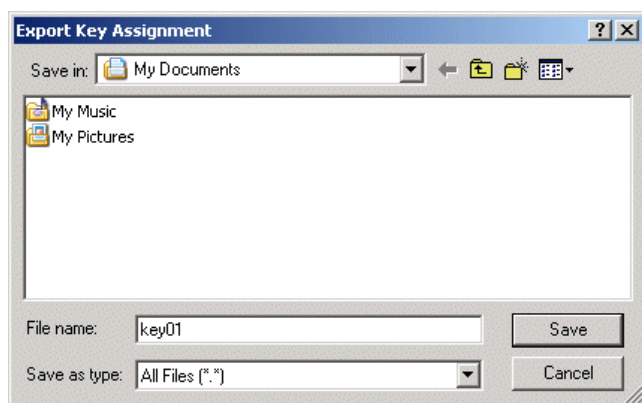 Export Key Assignment
Save in: My Documents
My Music
My Pictures
File name: key01 Save
Save as type: All Files (*.*) Cancel